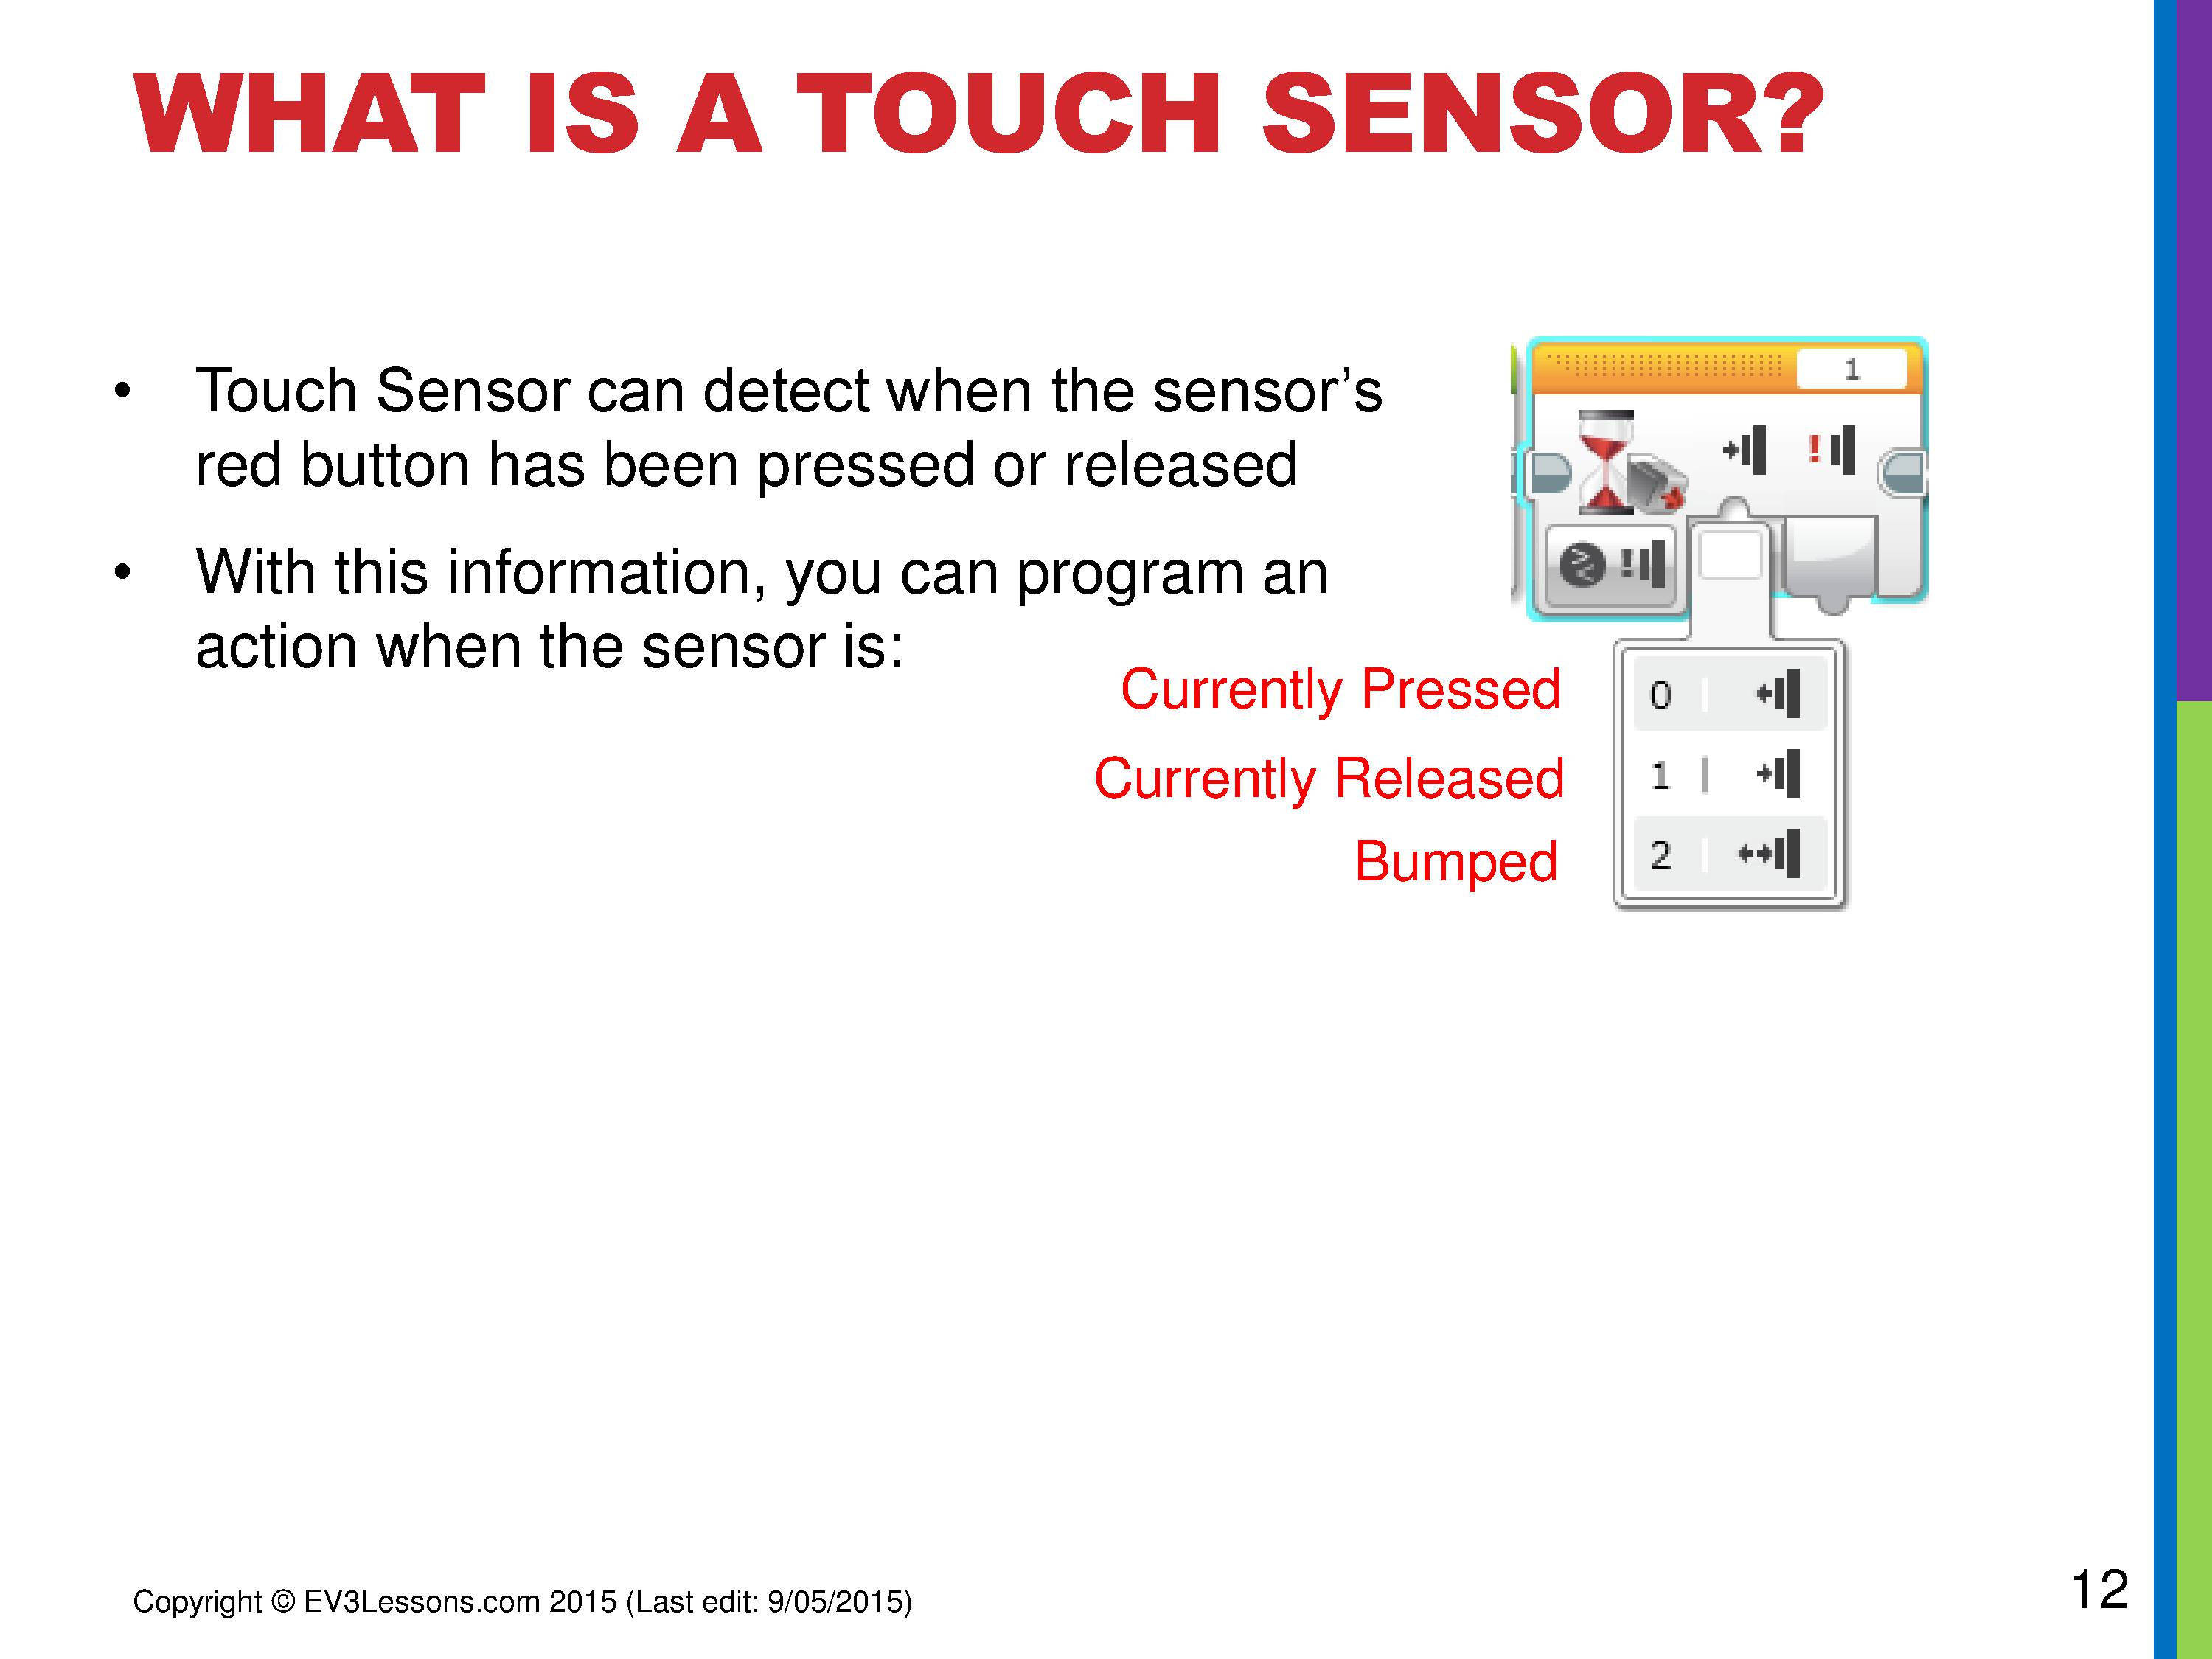 WHAT IS A TOUCH SENSOR?
• Touch Sensor can detect when the sensor’s
red button has been pressed or released
• With this information, you can program an
action when the sensor is:
1
Currently Pressed 0
Currently Released 1
Bumped 2
Copyright © EV3Lessons.com 2015 (Last edit: 9/05/2015)
12